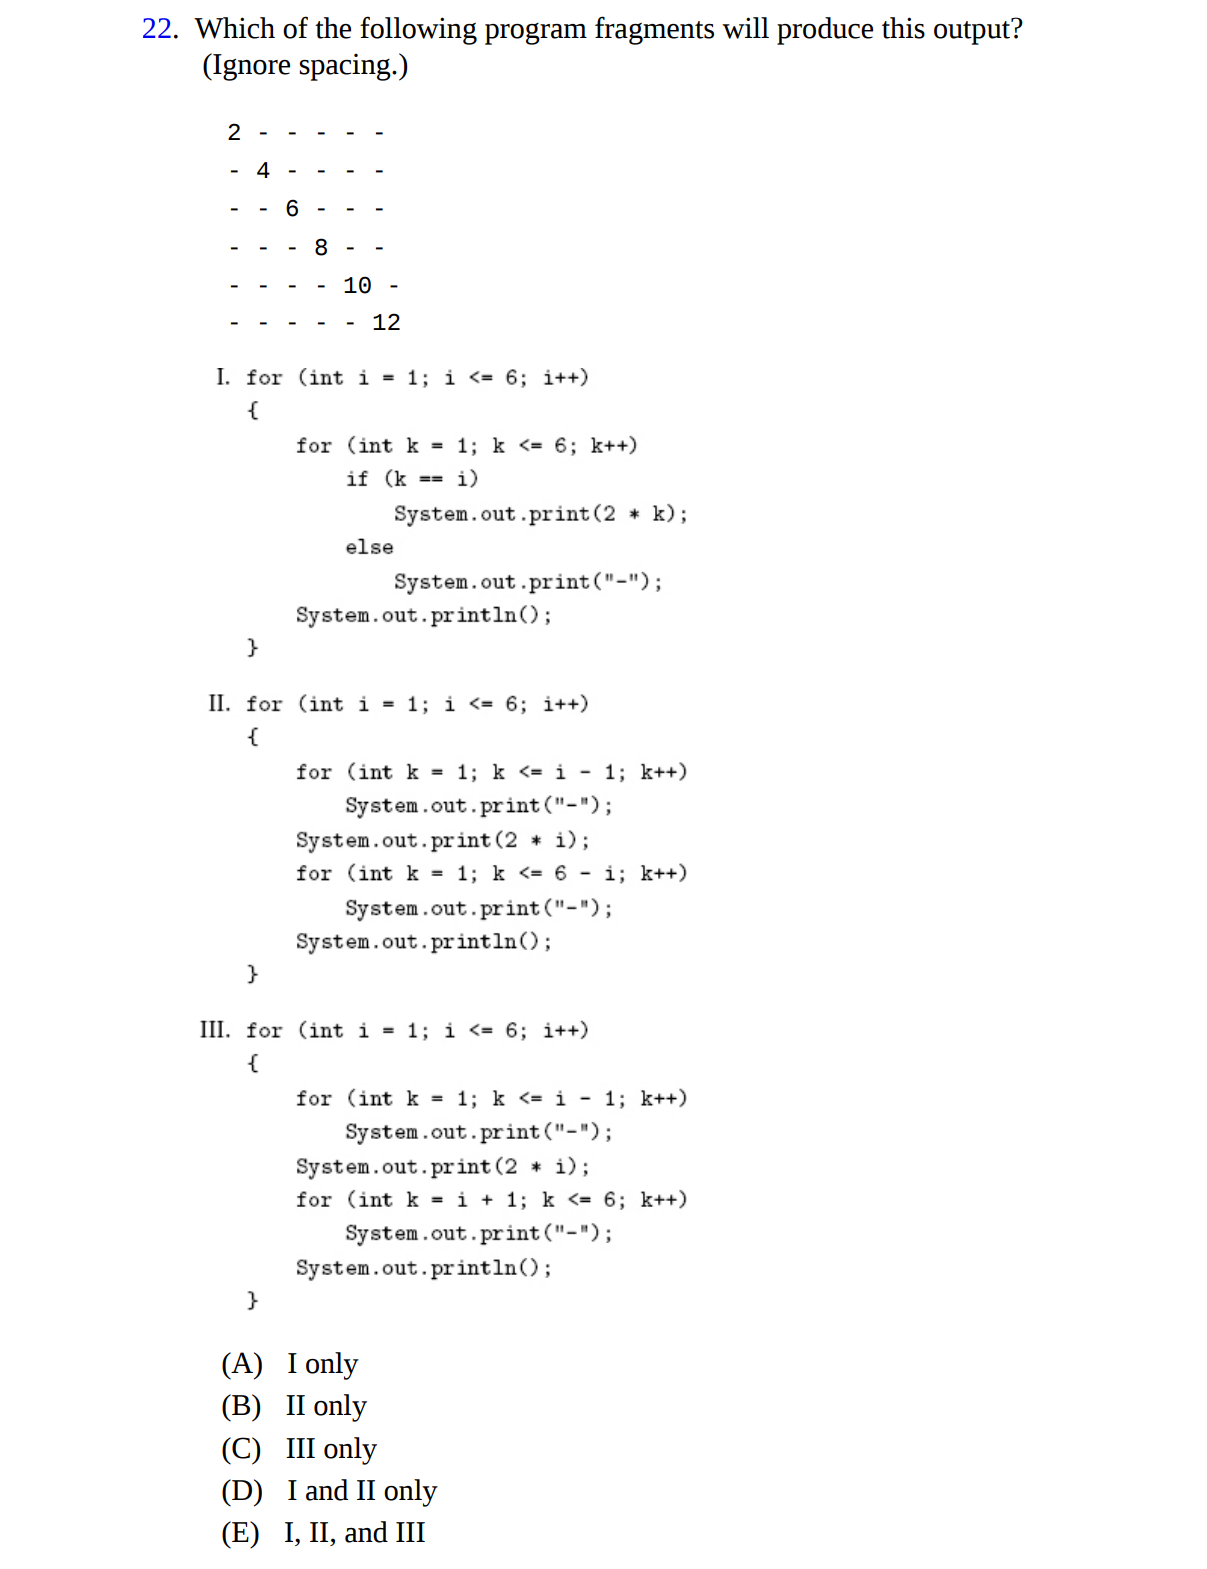 22. Which of the following program fragments will produce this output?
(Ignore spacing.)
2 - - - - -
- 4 - - - -
- - 6 - - -
- - - 8 - -
- - - - 10 -
- - - - - 12
I. for (int i = 1; i <= 6; i++)
{
for (int k = 1; k <= 6; k++)
if (k == i)
System.out.print(2 * k);
else
System.out.print("-");
System.out.println();
}
II. for (int i = 1; i <= 6; i++)
{
for (int k = 1; k <= i - 1; k++)
System.out.print("-");
System.out.print(2 * i);
for (int k = 1; k <= 6 - i; k++)
System.out.print("-");
System.out.println();
}
III. for (int i = 1; i <= 6; i++)
{
for (int k = 1; k <= i - 1; k++)
System.out.print("-");
System.out.print(2 * i);
for (int k = i + 1; k <= 6; k++)
System.out.print("-");
System.out.println();
}
(A) I only
(B) II only
(C) III only
(D) I and II only
(E) I, II, and III